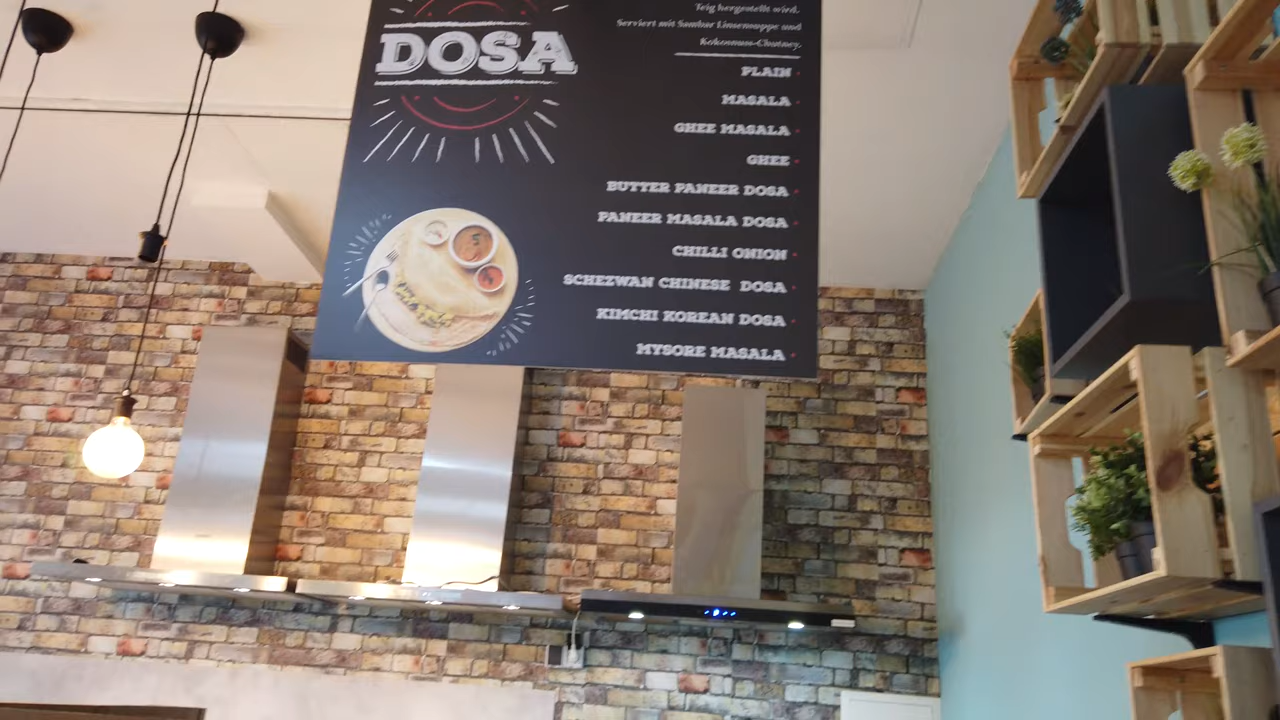 DOSA
Teig hergestellt wird.
Serviert mit Sambar Linsensuppe und
Kokosnuss-Chutney.
PLAIN
MASALA
GHEE MASALA
GHEE
BUTTER PANEER DOSA
PANEER MASALA DOSA
CHILLI ONION
SCHEZWAN CHINESE DOSA
KIMCHI KOREAN DOSA
MYSORE MASALA